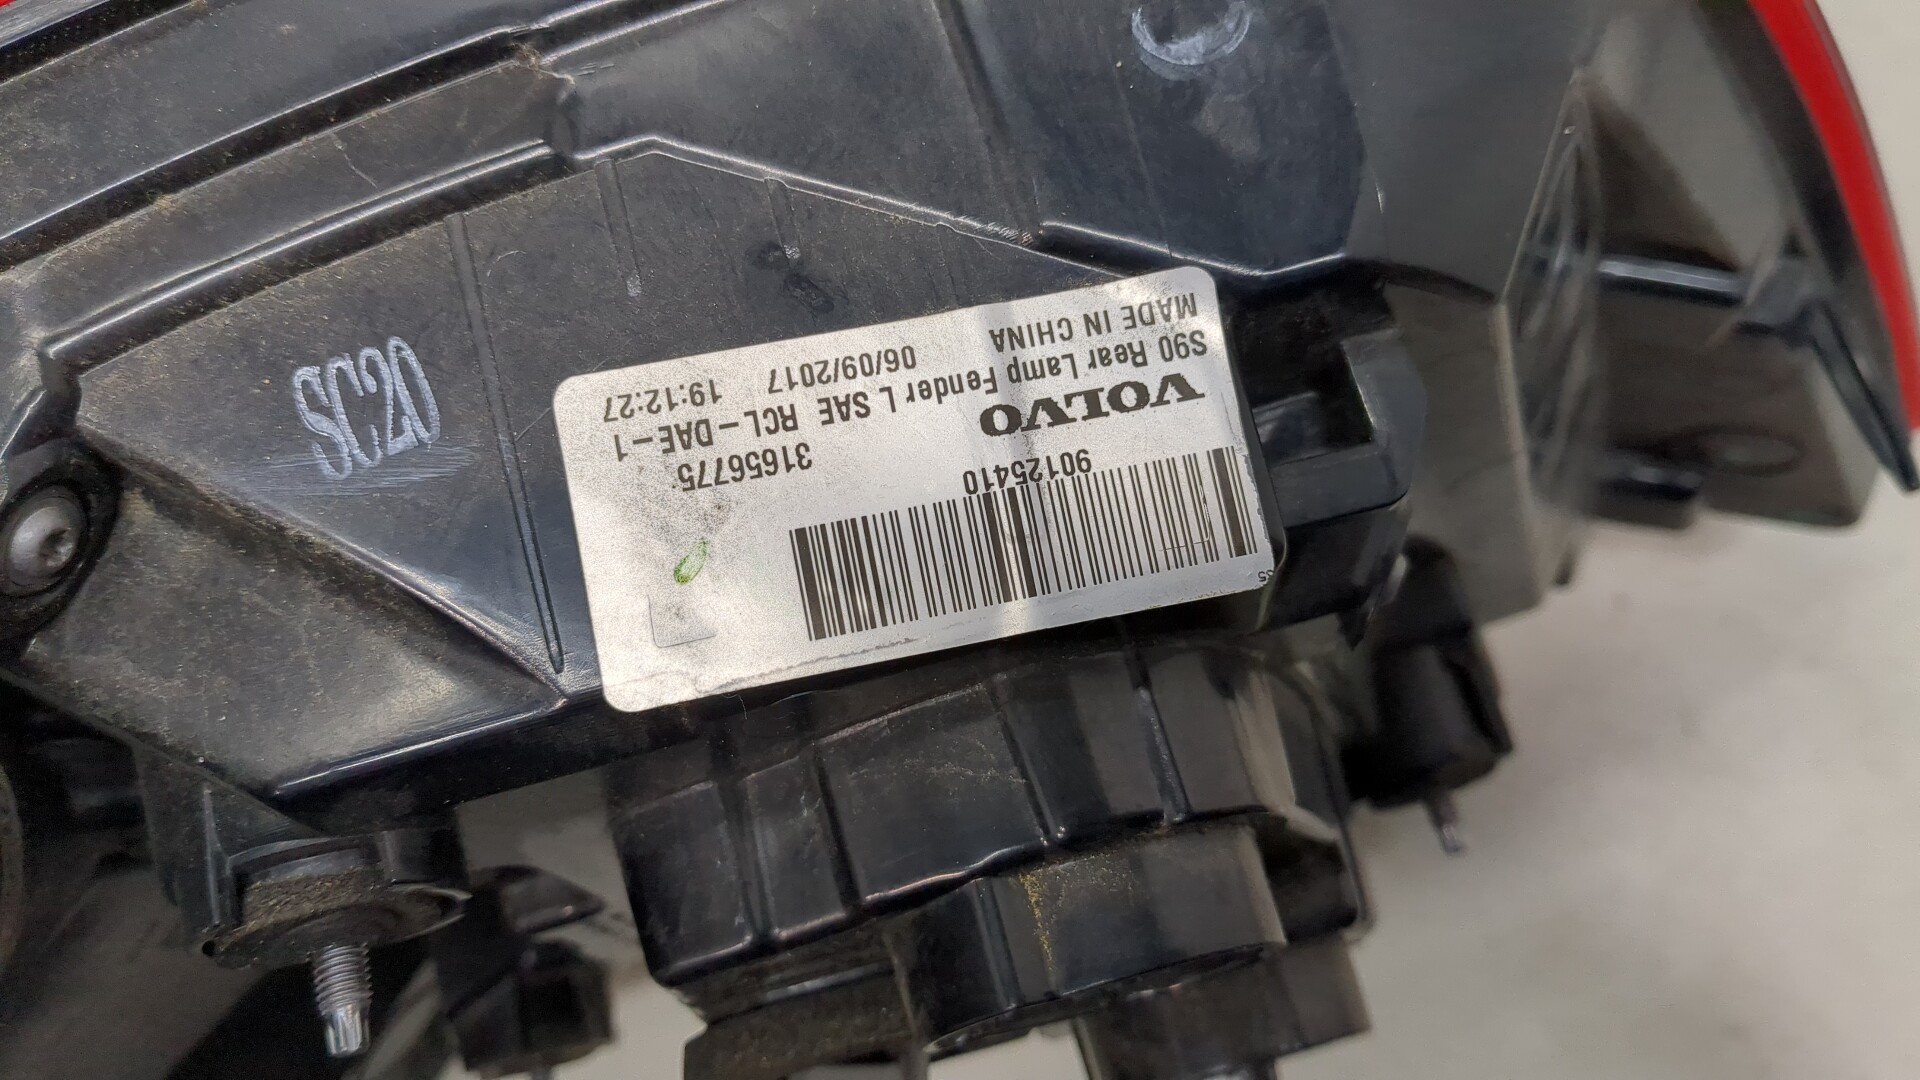 MADE IN CHINA
S90 Rear Lamp Fender L SAE RCL-DAE-1
06/09/2017 19:12:27
VOLVO
31656775
90125410
SC20